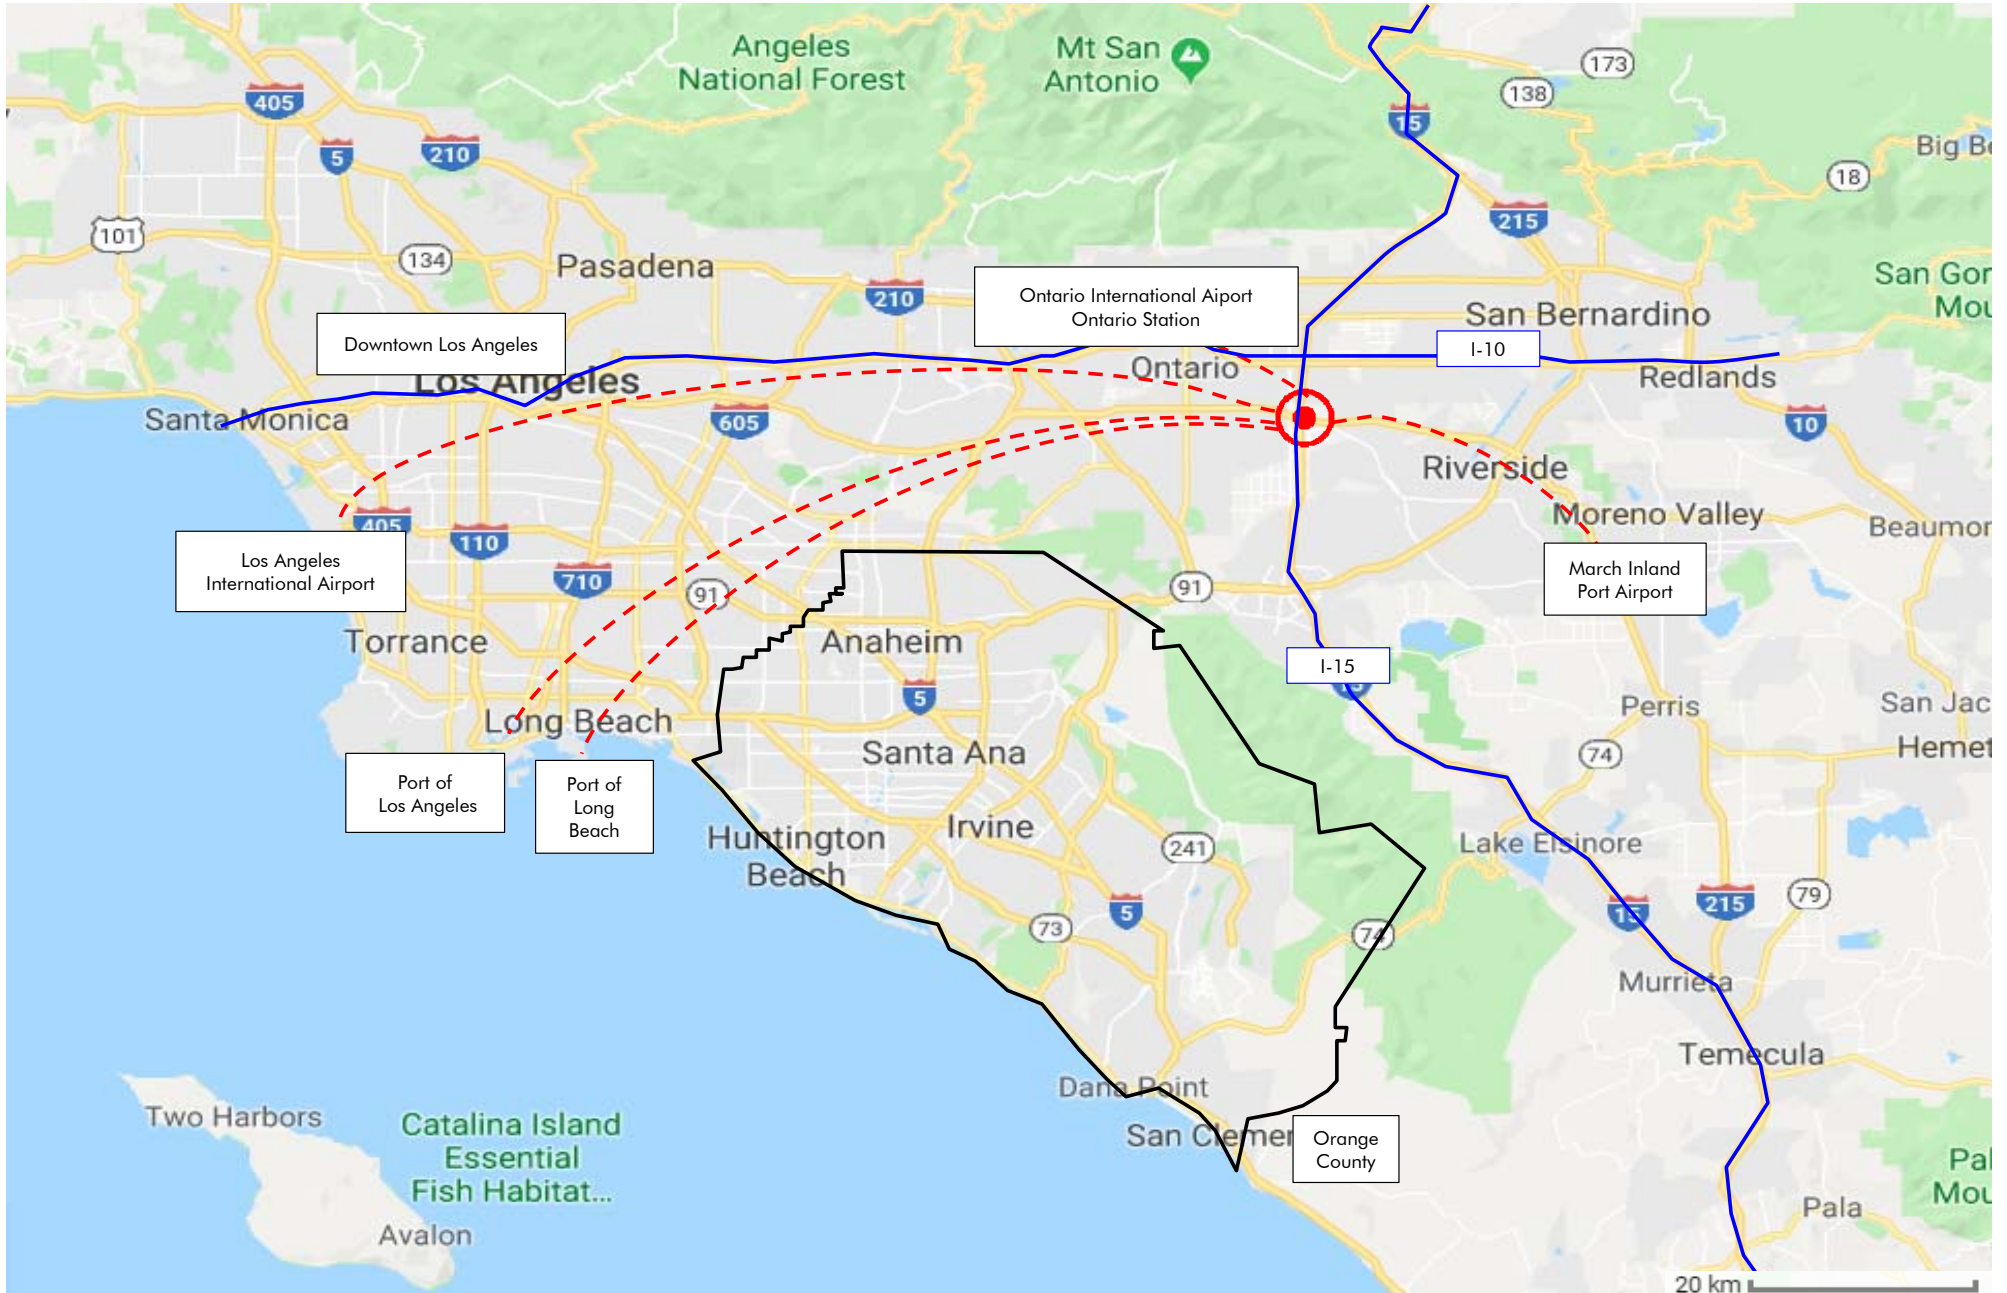 Angeles
National Forest
Mt San
Antonio
173
138
405
15
Big Be
5
210
18
215
101
134
Pasadena
San Gor
Mou
210
Ontario International Aiport
Ontario Station
San Bernardino
Downtown Los Angeles
I-10
Ontario
Los Angeles
Redlands
Santa Monica
605
10
Riverside
405
Moreno Valley
Beaumor
110
Los Angeles
International Airport
710
91
91
March Inland
Port Airport
Torrance
Anaheim
I-15
5
Perris
San Jac
Long Beach
Santa Ana
74
Hemet
Port of
Los Angeles
Port of
Long
Beach
Huntington
Beach
Irvine
241
Lake Elsinore
5
15
215
79
73
74
Murrieta
Temecula
Dana Point
Two Harbors
Catalina Island
Essential
Fish Habitat...
San Clemen
Orange
County
Pal
Mou
Pala
Avalon
20 km